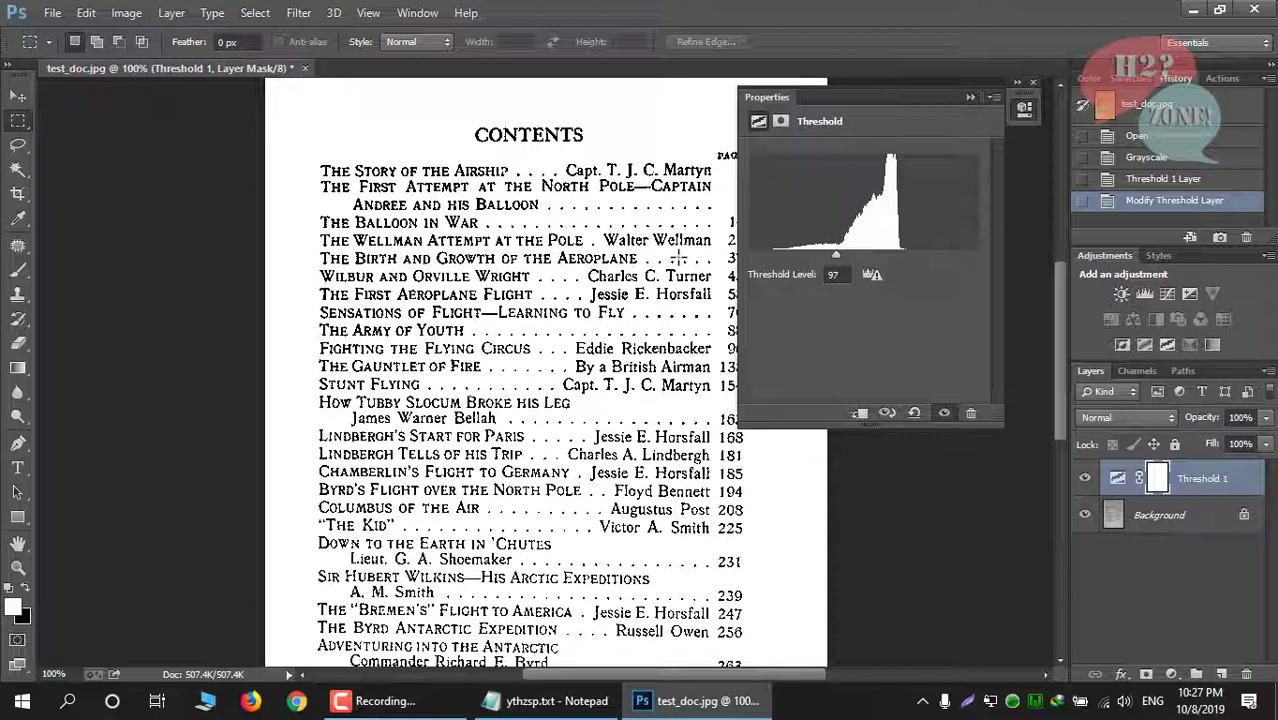 Ps File Edit Image Layer Type Select Filter 3D View Window Help
Feather: 0 px Anti-alias Style: Normal Width: Height: Refine Edge... Essentials
test_doc.jpg @ 100% (Threshold 1, Layer Mask/8) * ×
H2?
ZONE!
Color Swatches History Actions
test_doc.jpg
Open
Grayscale
Threshold 1 Layer
Modify Threshold Layer
Properties
Threshold
Threshold Level: 97
Adjustments Styles
Add an adjustment
Layers Channels Paths
Kind
Normal Opacity: 100%
Lock: Fill: 100%
Threshold 1
Background
CONTENTS
THE STORY OF THE AIRSHIP . . . . Capt. T. J. C. Martyn
THE FIRST ATTEMPT AT THE NORTH POLE—CAPTAIN
ANDREE AND HIS BALLOON . . . . . . . . . . . .
THE BALLOON IN WAR . . . . . . . . . . . . . . . . .
THE WELLMAN ATTEMPT AT THE POLE . Walter Wellman
THE BIRTH AND GROWTH OF THE AEROPLANE . . . . .
WILBUR AND ORVILLE WRIGHT . . . . Charles C. Turner
THE FIRST AEROPLANE FLIGHT . . . . Jessie E. Horsfall
SENSATIONS OF FLIGHT—LEARNING TO FLY . . . . . . .
THE ARMY OF YOUTH . . . . . . . . . . . . . . . . . .
FIGHTING THE FLYING CIRCUS . . . Eddie Rickenbacker
THE GAUNTLET OF FIRE . . . . . . By a British Airman
STUNT FLYING . . . . . . . . . . Capt. T. J. C. Martyn
HOW TUBBY SLOCUM BROKE HIS LEG
James Warner Bellah . . . . . . . . . . . . . . . .
LINDBERGH'S START FOR PARIS . . . . . Jessie E. Horsfall 168
LINDBERGH TELLS OF HIS TRIP . . . Charles A. Lindbergh 181
CHAMBERLIN'S FLIGHT TO GERMANY . Jessie E. Horsfall 185
BYRD'S FLIGHT OVER THE NORTH POLE . . Floyd Bennett 194
COLUMBUS OF THE AIR . . . . . . . . . Augustus Post 208
"THE KID" . . . . . . . . . . . . . . . . Victor A. Smith 225
DOWN TO THE EARTH IN 'CHUTES
Lieut. G. A. Shoemaker . . . . . . . . . . . . . . . 231
SIR HUBERT WILKINS—HIS ARCTIC EXPEDITIONS
A. M. Smith . . . . . . . . . . . . . . . . . . . . . 239
THE "BREMEN'S" FLIGHT TO AMERICA . Jessie E. Horsfall 247
THE BYRD ANTARCTIC EXPEDITION . . . . Russell Owen 256
ADVENTURING INTO THE ANTARCTIC
Commander Richard E. Byrd . . . . . . . . . . . . 263
100% Doc: 507.4K/507.4K
Recording... ythzsp.txt - Notepad Ps test_doc.jpg @ 100... ENG 10:27 PM
10/8/2019